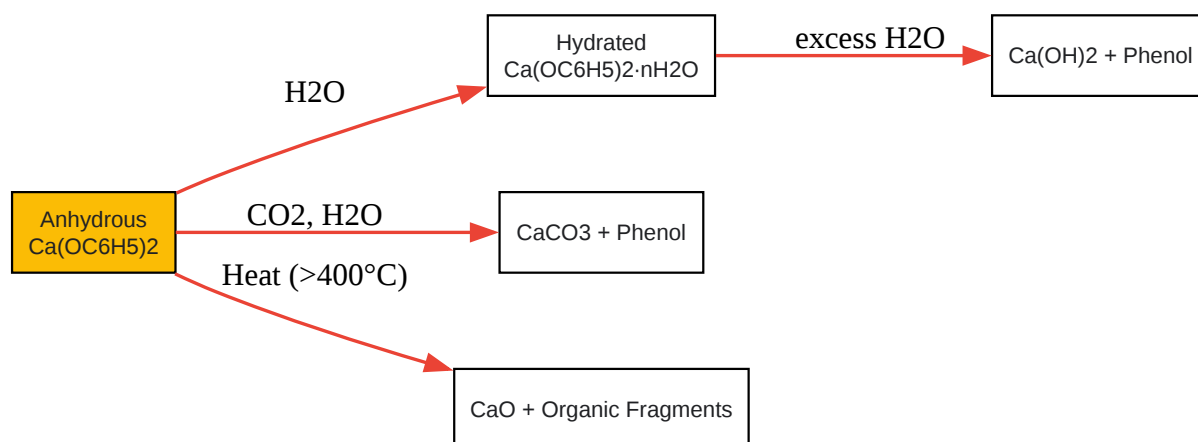 Hydrated
Ca(OC6H5)2·nH2O
excess H2O
Ca(OH)2 + Phenol
H2O
Anhydrous
Ca(OC6H5)2
CO2, H2O
CaCO3 + Phenol
Heat (>400°C)
CaO + Organic Fragments